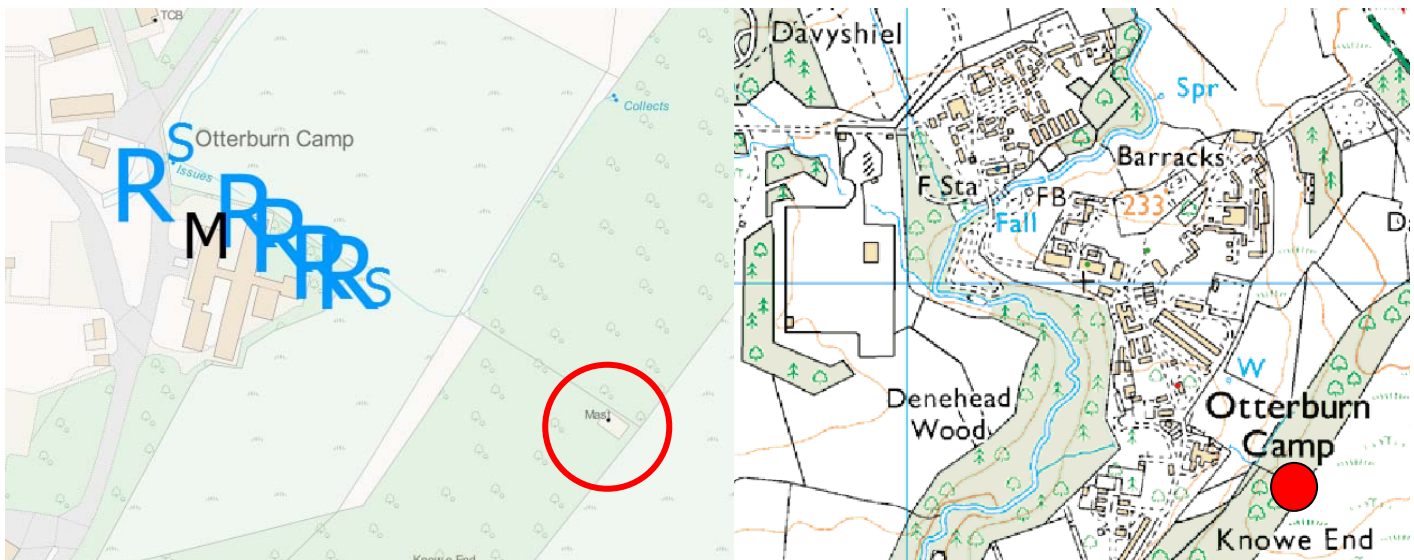 TCB
Collects
S Otterburn Camp
R
Issues
M R R R R S
Mast
Knowe End
Davyshiel
Spr
Barracks
F Sta
FB
233
Fall
Denehead
Wood
W
Otterburn
Camp
Knowe End